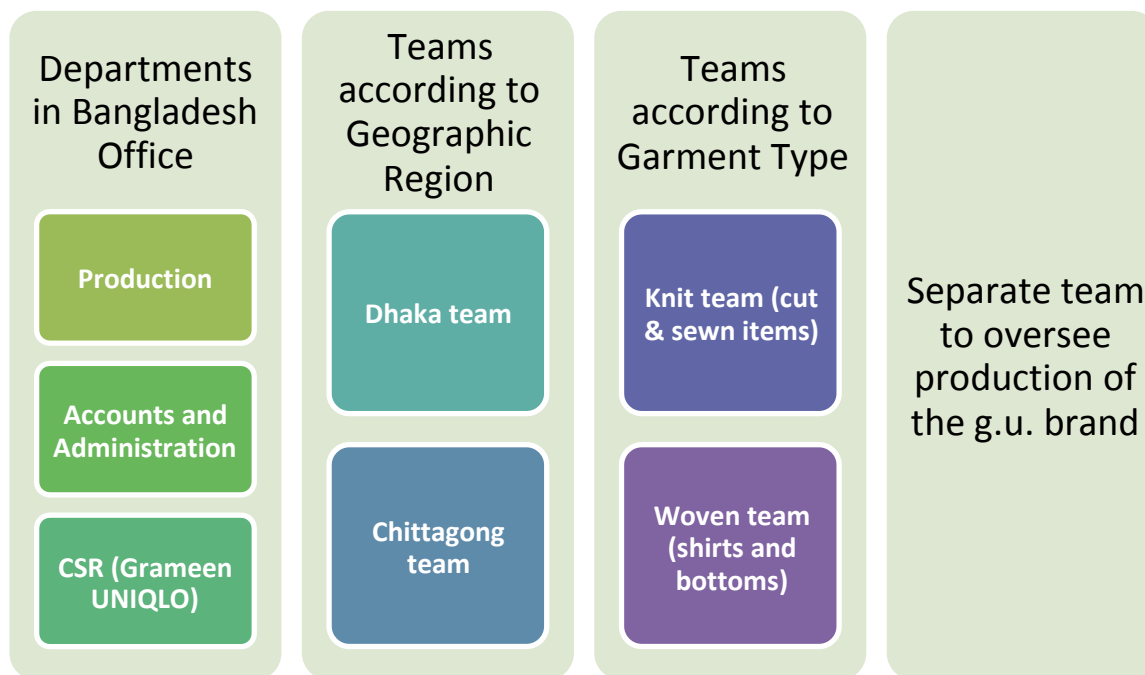 Departments
in Bangladesh
Office
Production
Accounts and
Administration
CSR (Grameen
UNIQLO)
Teams
according to
Geographic
Region
Dhaka team
Chittagong
team
Teams
according to
Garment Type
Knit team (cut
& sewn items)
Woven team
(shirts and
bottoms)
Separate team
to oversee
production of
the g.u. brand